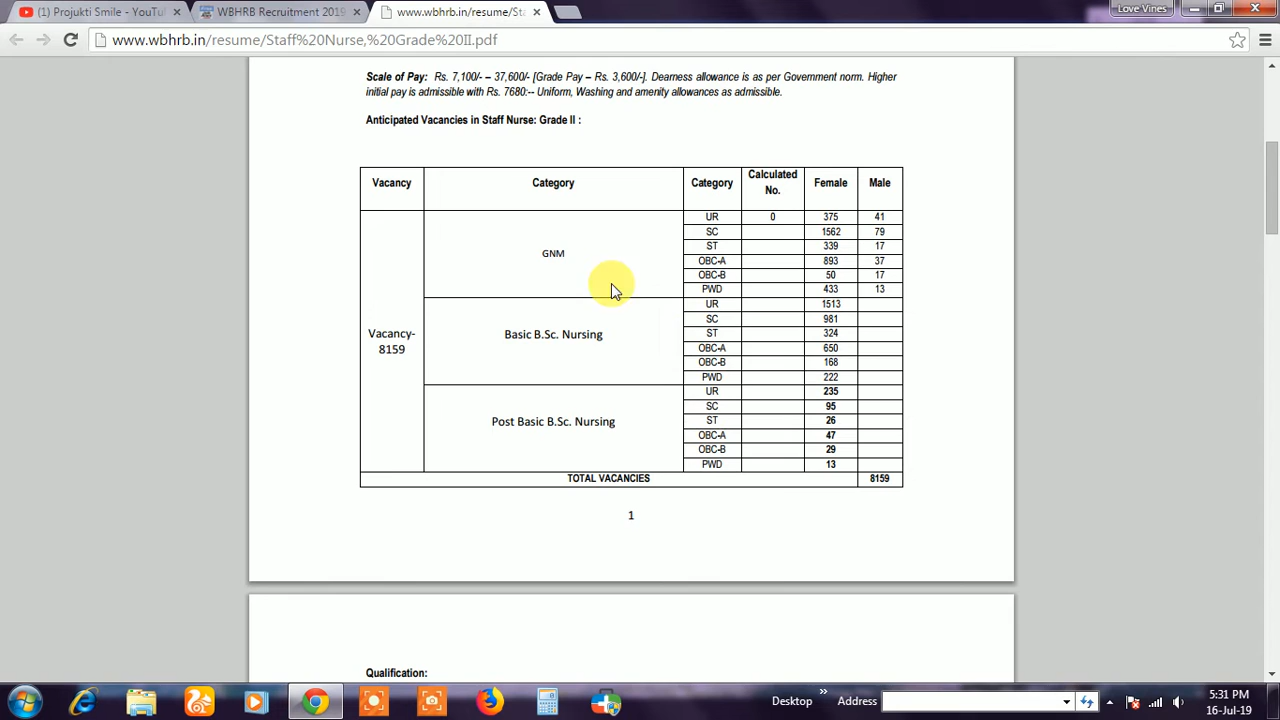 (1) Projukti Smile - YouTu
WBHRB Recruitment 2019
www.wbhrb.in/resume/Sta
Love Vines
www.wbhrb.in/resume/Staff%20Nurse,%20Grade%20II.pdf
Scale of Pay: Rs. 7,100/- – 37,600/- [Grade Pay – Rs. 3,600/-]. Dearness allowance is as per Government norm. Higher
initial pay is admissible with Rs. 7680:-- Uniform, Washing and amenity allowances as admissible.
Anticipated Vacancies in Staff Nurse: Grade II :
Vacancy Category Category Calculated No. Female Male
Vacancy-
8159
GNM
UR 0 375 41
SC 1562 79
ST 339 17
OBC-A 893 37
OBC-B 50 17
PWD 433 13
Basic B.Sc. Nursing
UR 1513
SC 981
ST 324
OBC-A 650
OBC-B 168
PWD 222
Post Basic B.Sc. Nursing
UR 235
SC 95
ST 26
OBC-A 47
OBC-B 29
PWD 13
TOTAL VACANCIES 8159
1
Qualification:
Desktop » Address 5:31 PM
16-Jul-19